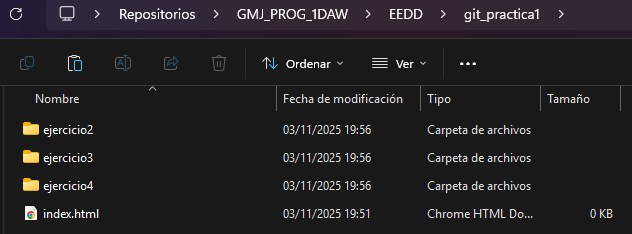 Repositorios > GMJ_PROG_1DAW > EEDD > git_practica1 >
Ordenar Ver
Nombre Fecha de modificación Tipo Tamaño
ejercicio2 03/11/2025 19:56 Carpeta de archivos
ejercicio3 03/11/2025 19:56 Carpeta de archivos
ejercicio4 03/11/2025 19:56 Carpeta de archivos
index.html 03/11/2025 19:51 Chrome HTML Do... 0 KB